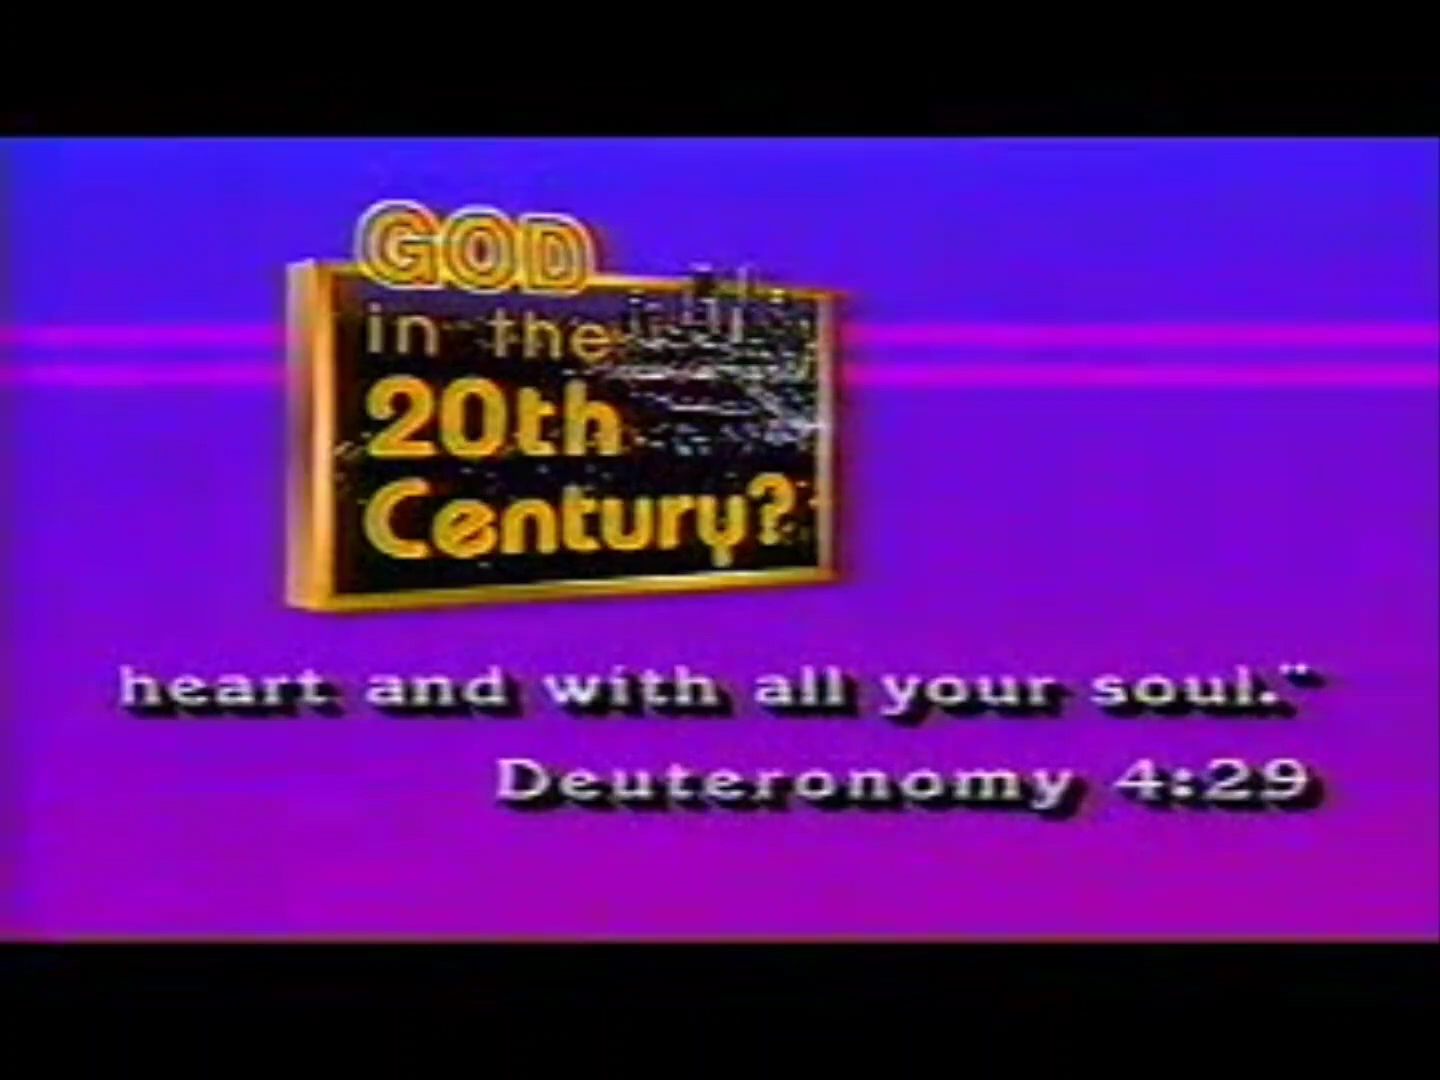 GOD
in the
20th
Century?
heart and with all your soul."
Deuteronomy 4:29